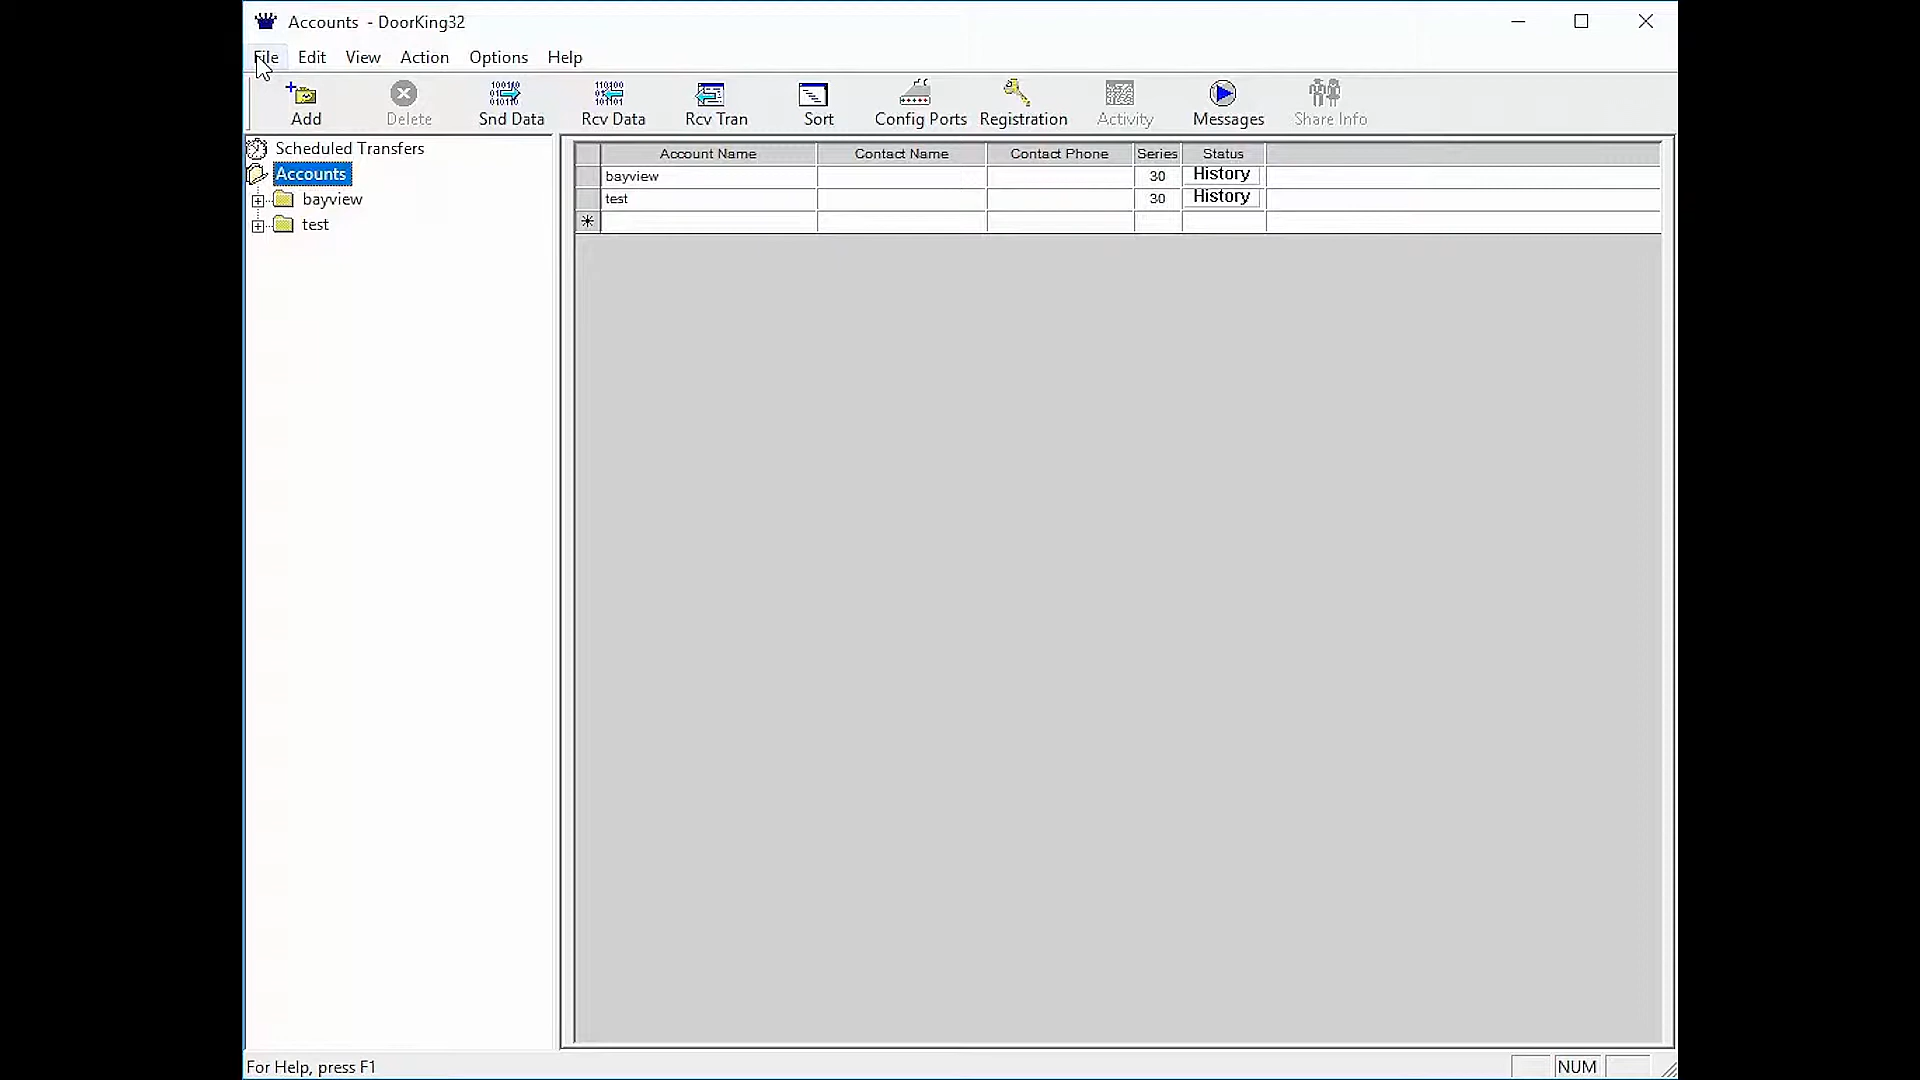 Accounts - DoorKing32
File Edit View Action Options Help
Add Delete Snd Data Rcv Data Rcv Tran Sort Config Ports Registration Activity Messages Share Info
Scheduled Transfers
Accounts
bayview
test
Account Name Contact Name Contact Phone Series Status
bayview 30 History
test 30 History
For Help, press F1 NUM